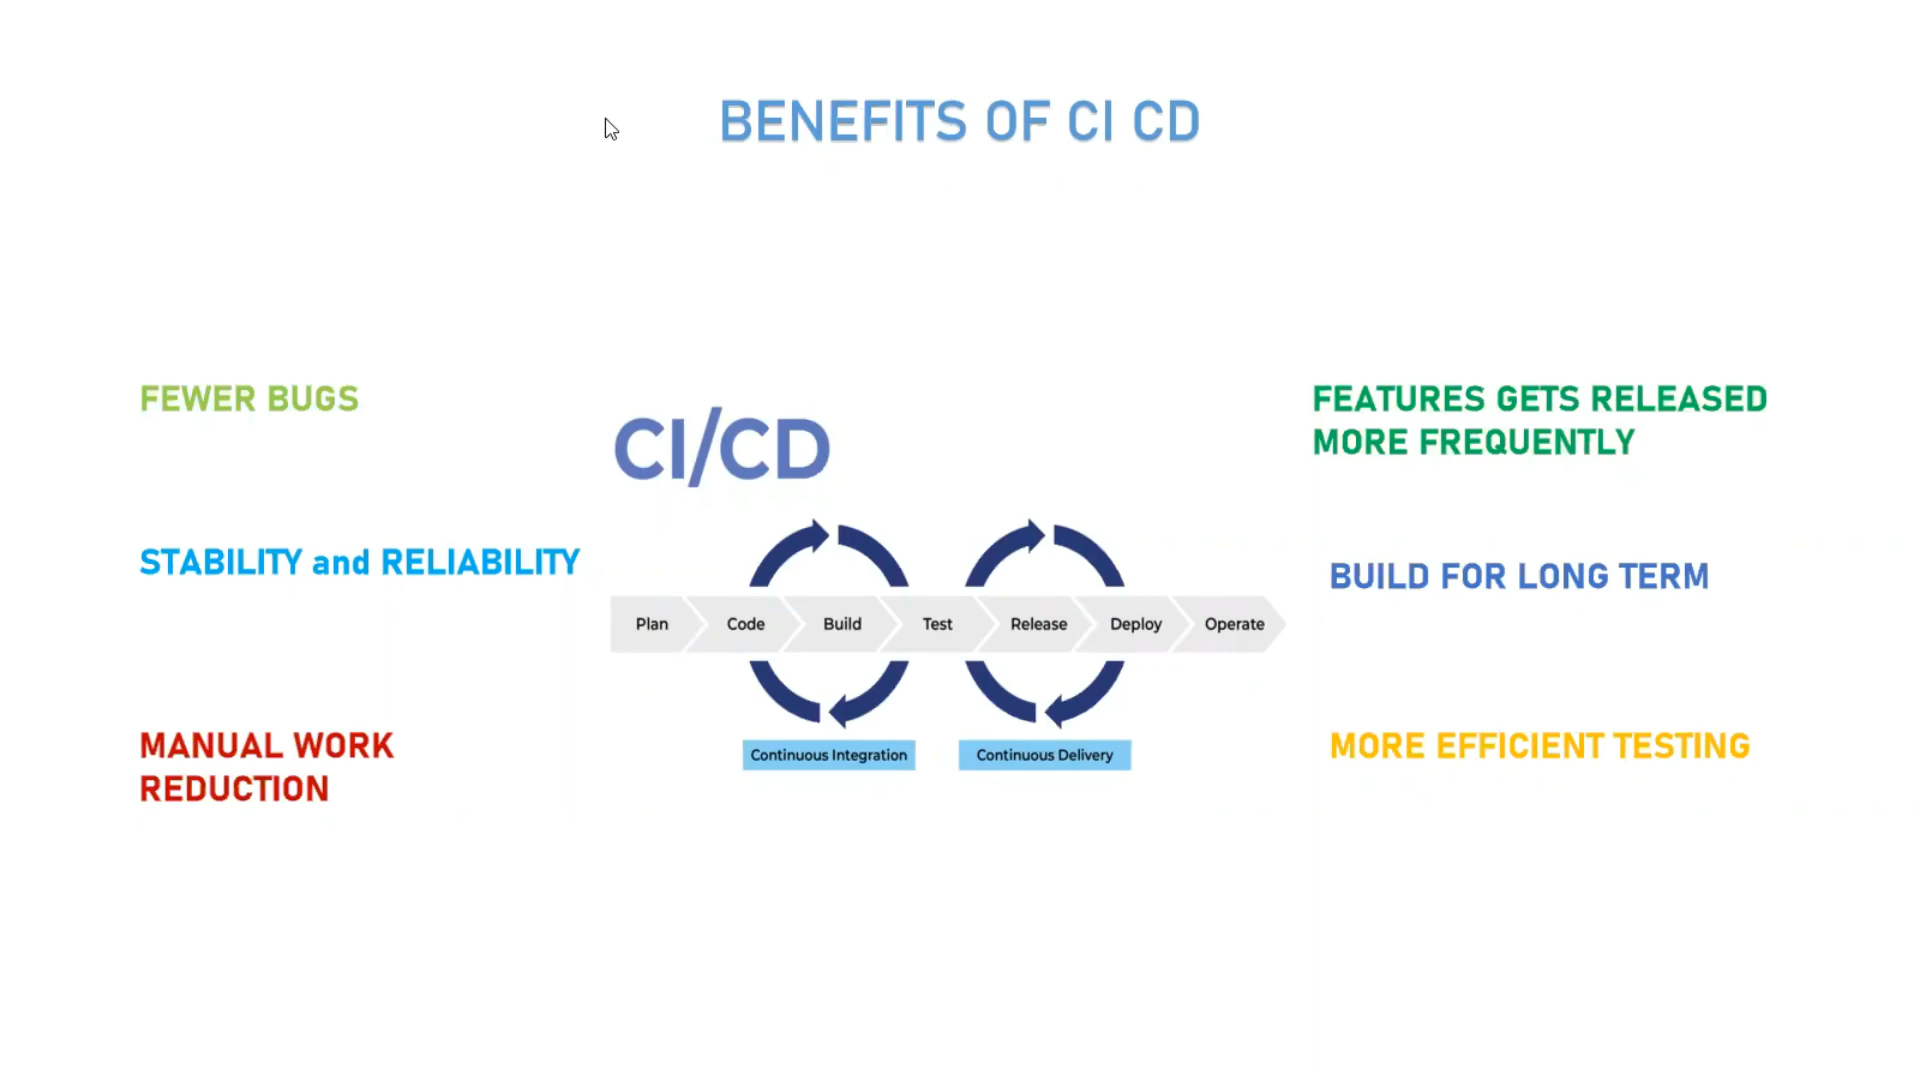 BENEFITS OF CI CD
FEWER BUGS
STABILITY and RELIABILITY
MANUAL WORK
REDUCTION
CI/CD
Plan Code Build Test Release Deploy Operate
Continuous Integration Continuous Delivery
FEATURES GETS RELEASED
MORE FREQUENTLY
BUILD FOR LONG TERM
MORE EFFICIENT TESTING